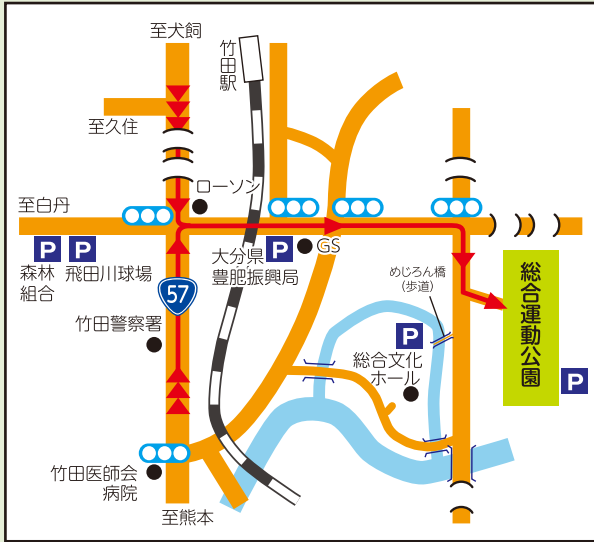 至犬飼
竹田駅
至久住
ローソン
至白丹
P
P
森林
組合
飛田川球場
大分県
豊肥振興局
P
GS
57
めじろん橋
(歩道)
総合運動公園
P
竹田警察署
P
総合文化
ホール
竹田医師会
病院
至熊本